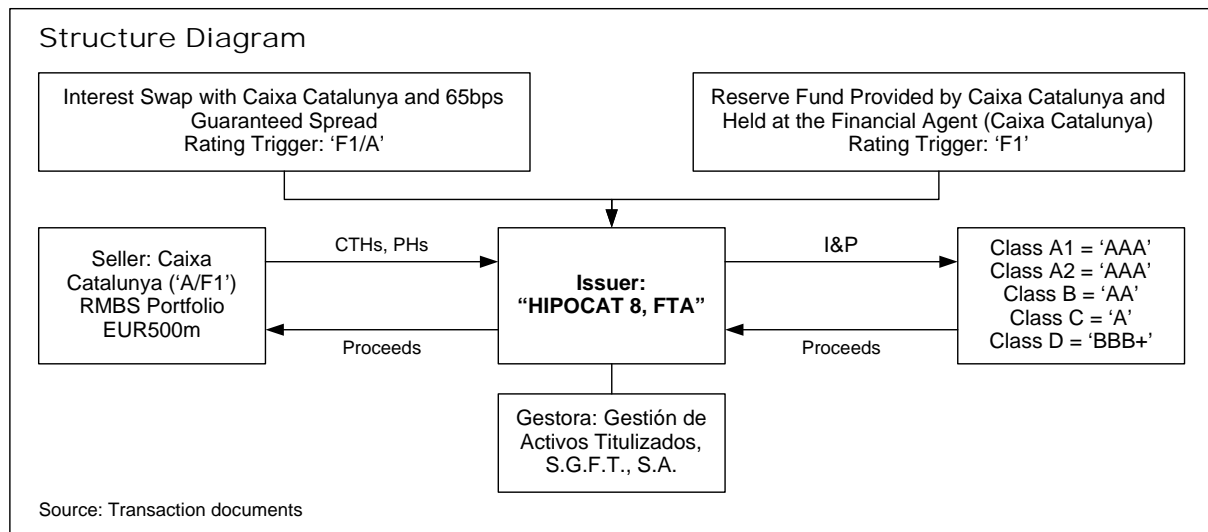 Structure Diagram
Interest Swap with Caixa Catalunya and 65bps
Guaranteed Spread
Rating Trigger: ‘F1/A’
Reserve Fund Provided by Caixa Catalunya and
Held at the Financial Agent (Caixa Catalunya)
Rating Trigger: ‘F1’
Seller: Caixa
Catalunya (‘A/F1’)
RMBS Portfolio
EUR500m
CTHs, PHs
Proceeds
Issuer:
“HIPOCAT 8, FTA”
I&P
Proceeds
Class A1 = ‘AAA’
Class A2 = ‘AAA’
Class B = ‘AA’
Class C = ‘A’
Class D = ‘BBB+’
Gestora: Gestión de
Activos Titulizados,
S.G.F.T., S.A.
Source: Transaction documents